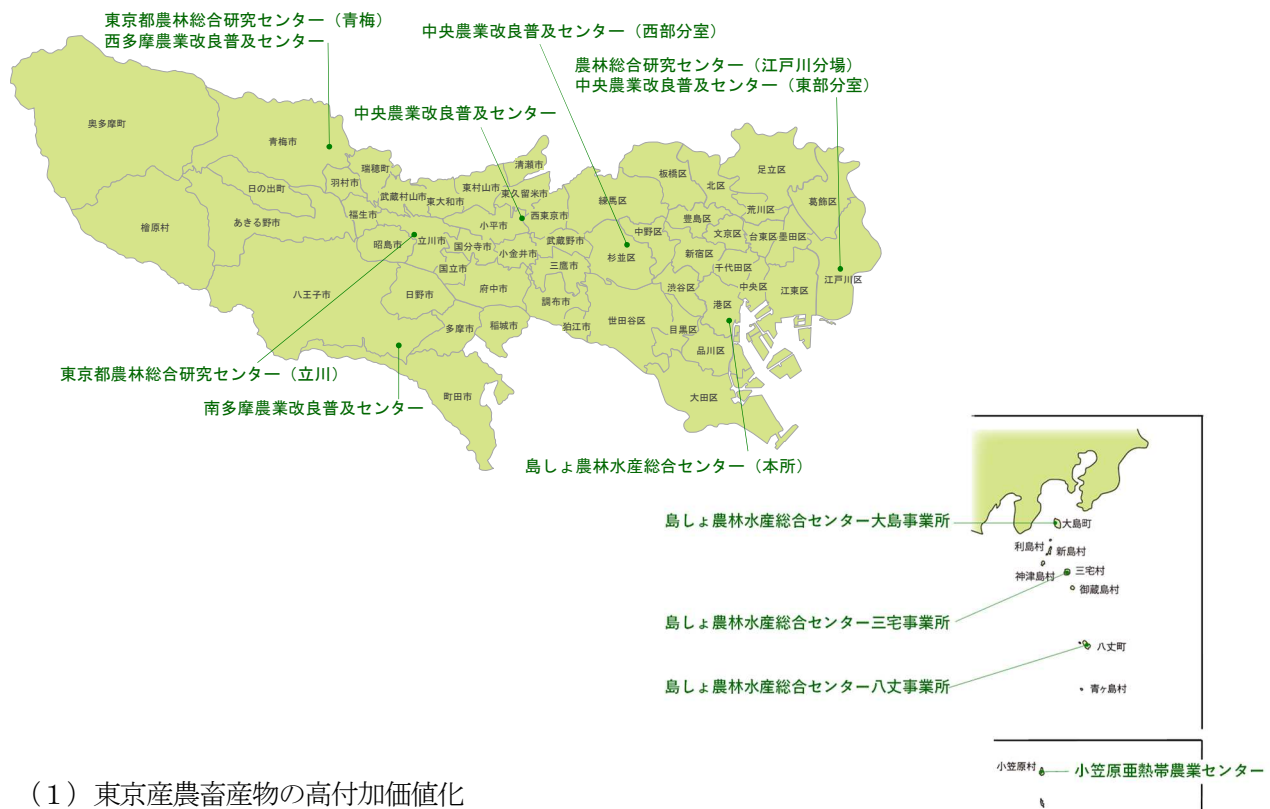 東京都農林総合研究センター（青梅）
西多摩農業改良普及センター
中央農業改良普及センター（西部分室）
農林総合研究センター（江戸川分場）
中央農業改良普及センター（東部分室）
中央農業改良普及センター
奥多摩町
青梅市
瑞穂町
清瀬市
足立区
板橋区
北区
日の出町
羽村市
武蔵村山市
東大和市
東村山市
東久留米市
練馬区
葛飾区
檜原村
あきる野市
福生市
小平市
西東京市
豊島区
荒川区
昭島市
立川市
国分寺市
小金井市
武蔵野市
中野区
文京区
台東区
墨田区
杉並区
新宿区
国立市
三鷹市
千代田区
江戸川区
八王子市
日野市
府中市
調布市
渋谷区
中央区
江東区
港区
多摩市
稲城市
狛江市
世田谷区
目黒区
品川区
町田市
大田区
東京都農林総合研究センター（立川）
南多摩農業改良普及センター
島しょ農林水産総合センター（本所）
島しょ農林水産総合センター大島事業所
大島町
利島村
新島村
神津島村
三宅村
御蔵島村
島しょ農林水産総合センター三宅事業所
八丈町
島しょ農林水産総合センター八丈事業所
青ヶ島村
小笠原村
小笠原亜熱帯農業センター
（１）東京産農畜産物の高付加価値化